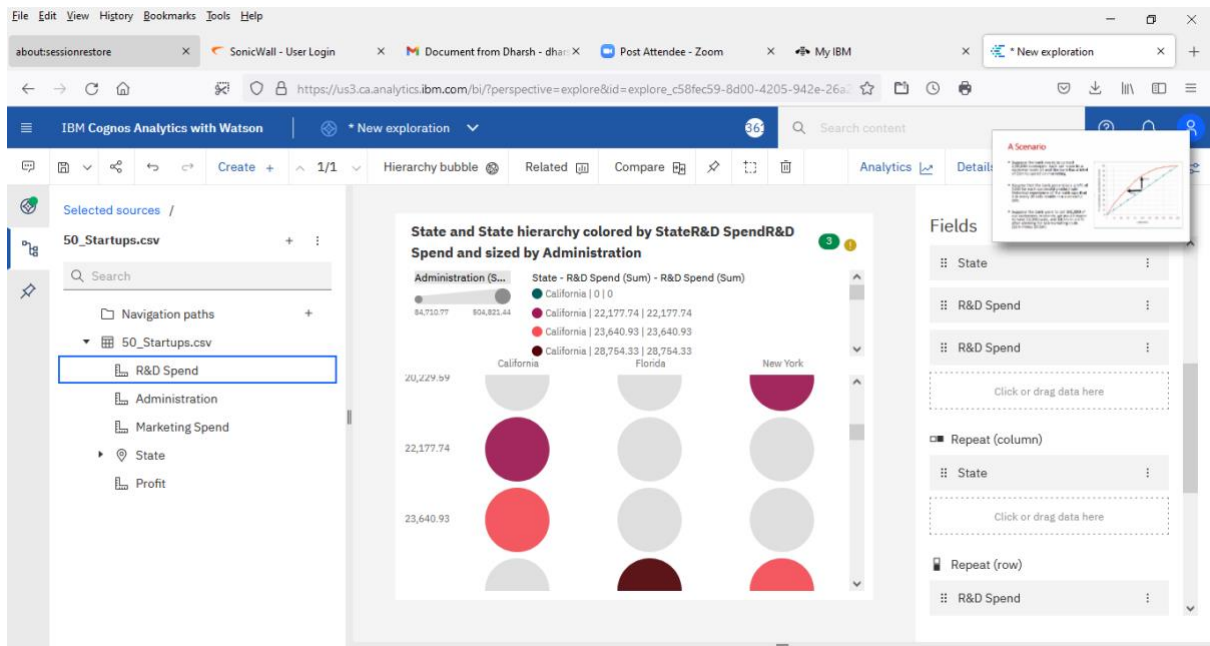 File Edit View History Bookmarks Tools Help
about:sessionrestore
SonicWall - User Login
Document from Dharsh - dhar
Post Attendee - Zoom
My IBM
* New exploration
https://us3.ca.analytics.ibm.com/bi/?perspective=explore&id=explore_c58fec59-8d00-4205-942e-26a
IBM Cognos Analytics with Watson
* New exploration
Search content
Create +
1/1
Hierarchy bubble
Related
Compare
Analytics
Details
A Scenario
Selected sources /
50_Startups.csv
Search
Navigation paths
50_Startups.csv
R&D Spend
Administration
Marketing Spend
State
Profit
State and State hierarchy colored by StateR&D SpendR&D
Spend and sized by Administration
3
Administration (S...
84,710.77 904,821.44
State - R&D Spend (Sum) - R&D Spend (Sum)
California | 0 | 0
California | 22,177.74 | 22,177.74
California | 23,640.93 | 23,640.93
California | 28,754.33 | 28,754.33
California Florida New York
20,229.59
22,177.74
23,640.93
Fields
State
R&D Spend
R&D Spend
Click or drag data here
Repeat (column)
State
Click or drag data here
Repeat (row)
R&D Spend